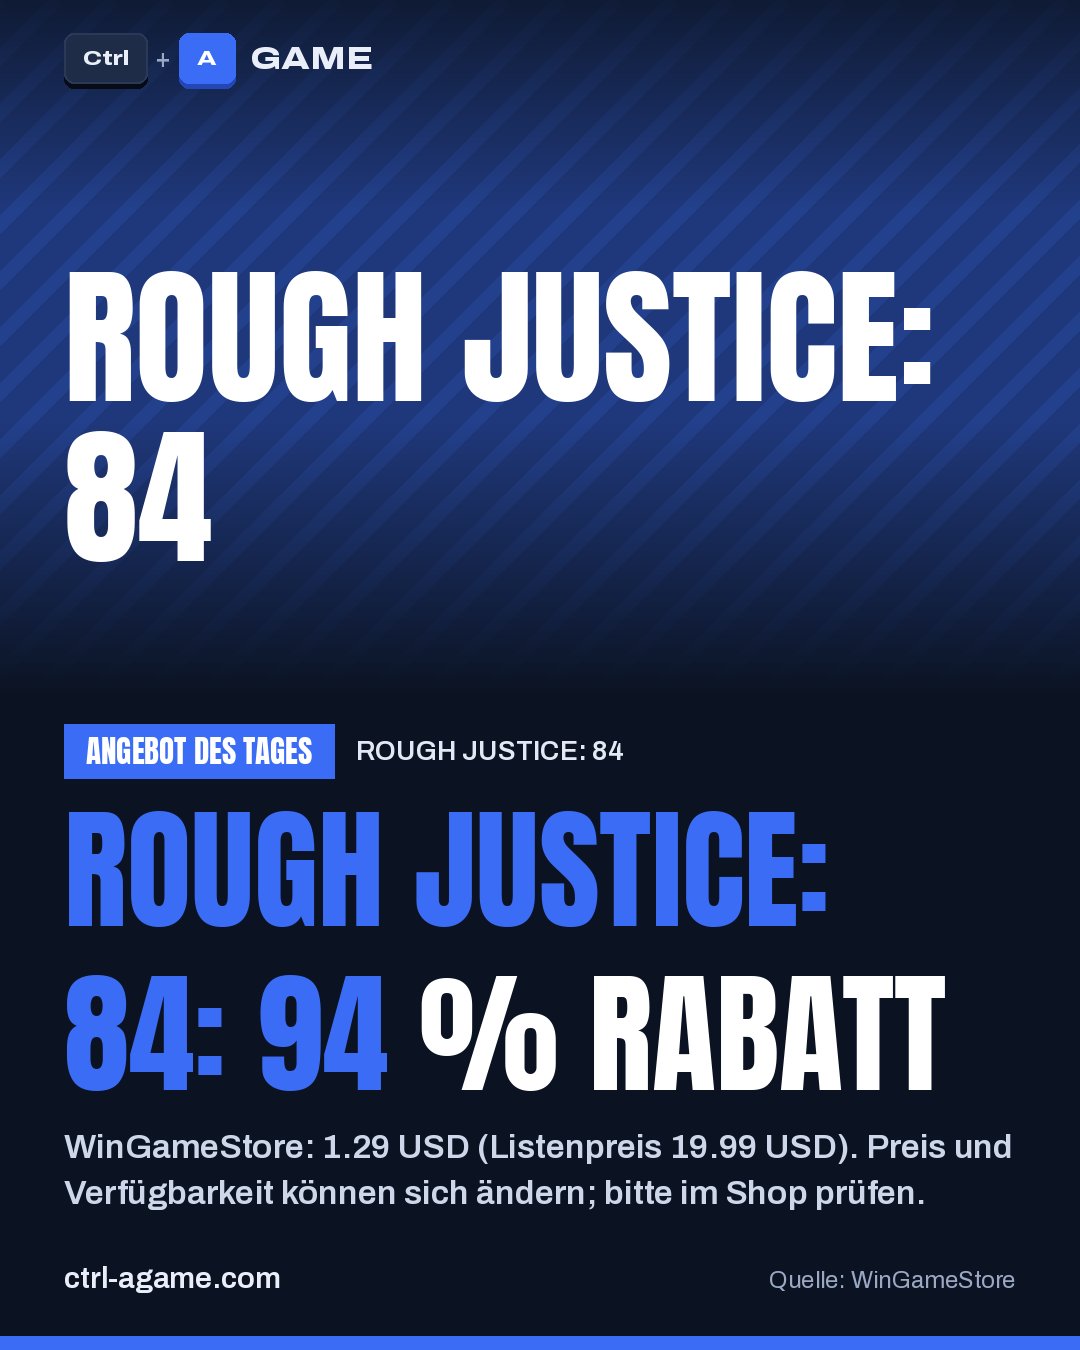 Ctrl + A GAME
ROUGH JUSTICE:
84
ANGEBOT DES TAGES ROUGH JUSTICE: 84
ROUGH JUSTICE:
84: 94 % RABATT
WinGameStore: 1.29 USD (Listenpreis 19.99 USD). Preis und
Verfügbarkeit können sich ändern; bitte im Shop prüfen.
ctrl-agame.com Quelle: WinGameStore